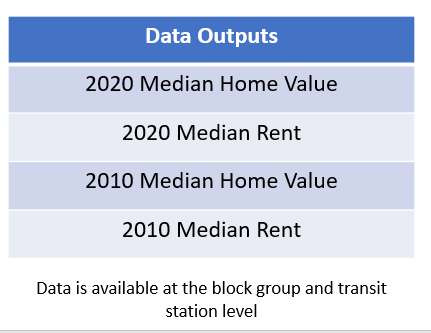 Data Outputs
2020 Median Home Value
2020 Median Rent
2010 Median Home Value
2010 Median Rent
Data is available at the block group and transit
station level